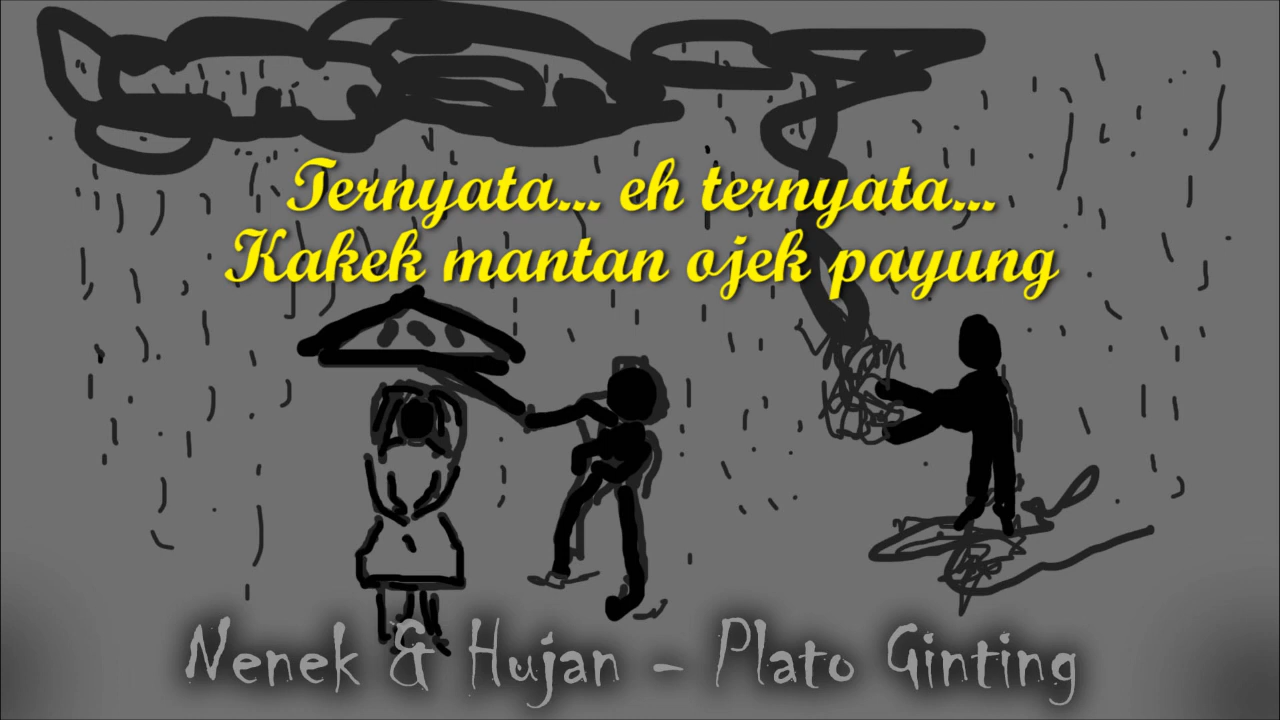 Ternyata... eh ternyata...
Kakek mantan ojek payung
Nenek & Hujan - Plato Ginting